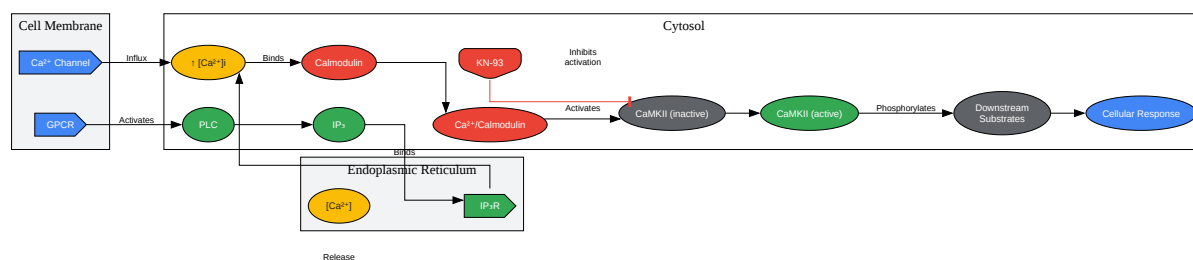 Cell Membrane
Cytosol
Ca²⁺ Channel
Influx
↑ [Ca²⁺]i
Binds
Calmodulin
KN-93
Inhibits
activation
GPCR
Activates
PLC
IP₃
Ca²⁺/Calmodulin
Activates
CaMKII (inactive)
CaMKII (active)
Phosphorylates
Downstream
Substrates
Cellular Response
Binds
Endoplasmic Reticulum
[Ca²⁺]
IP₃R
Release